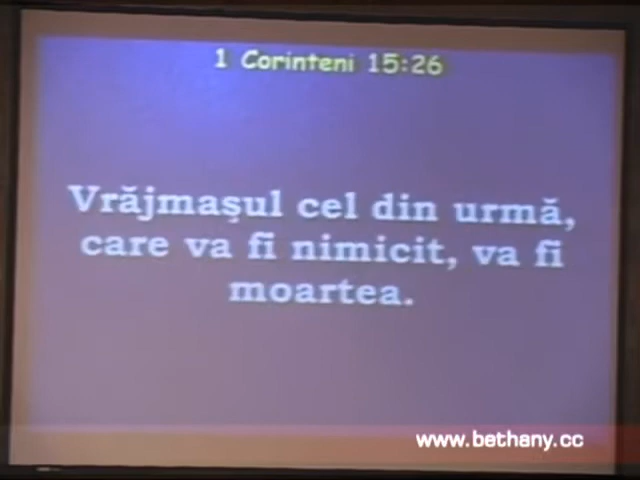 1 Corinteni 15:26
Vrăjmaşul cel din urmă,
care va fi nimicit, va fi
moartea.
www.bethany.cc